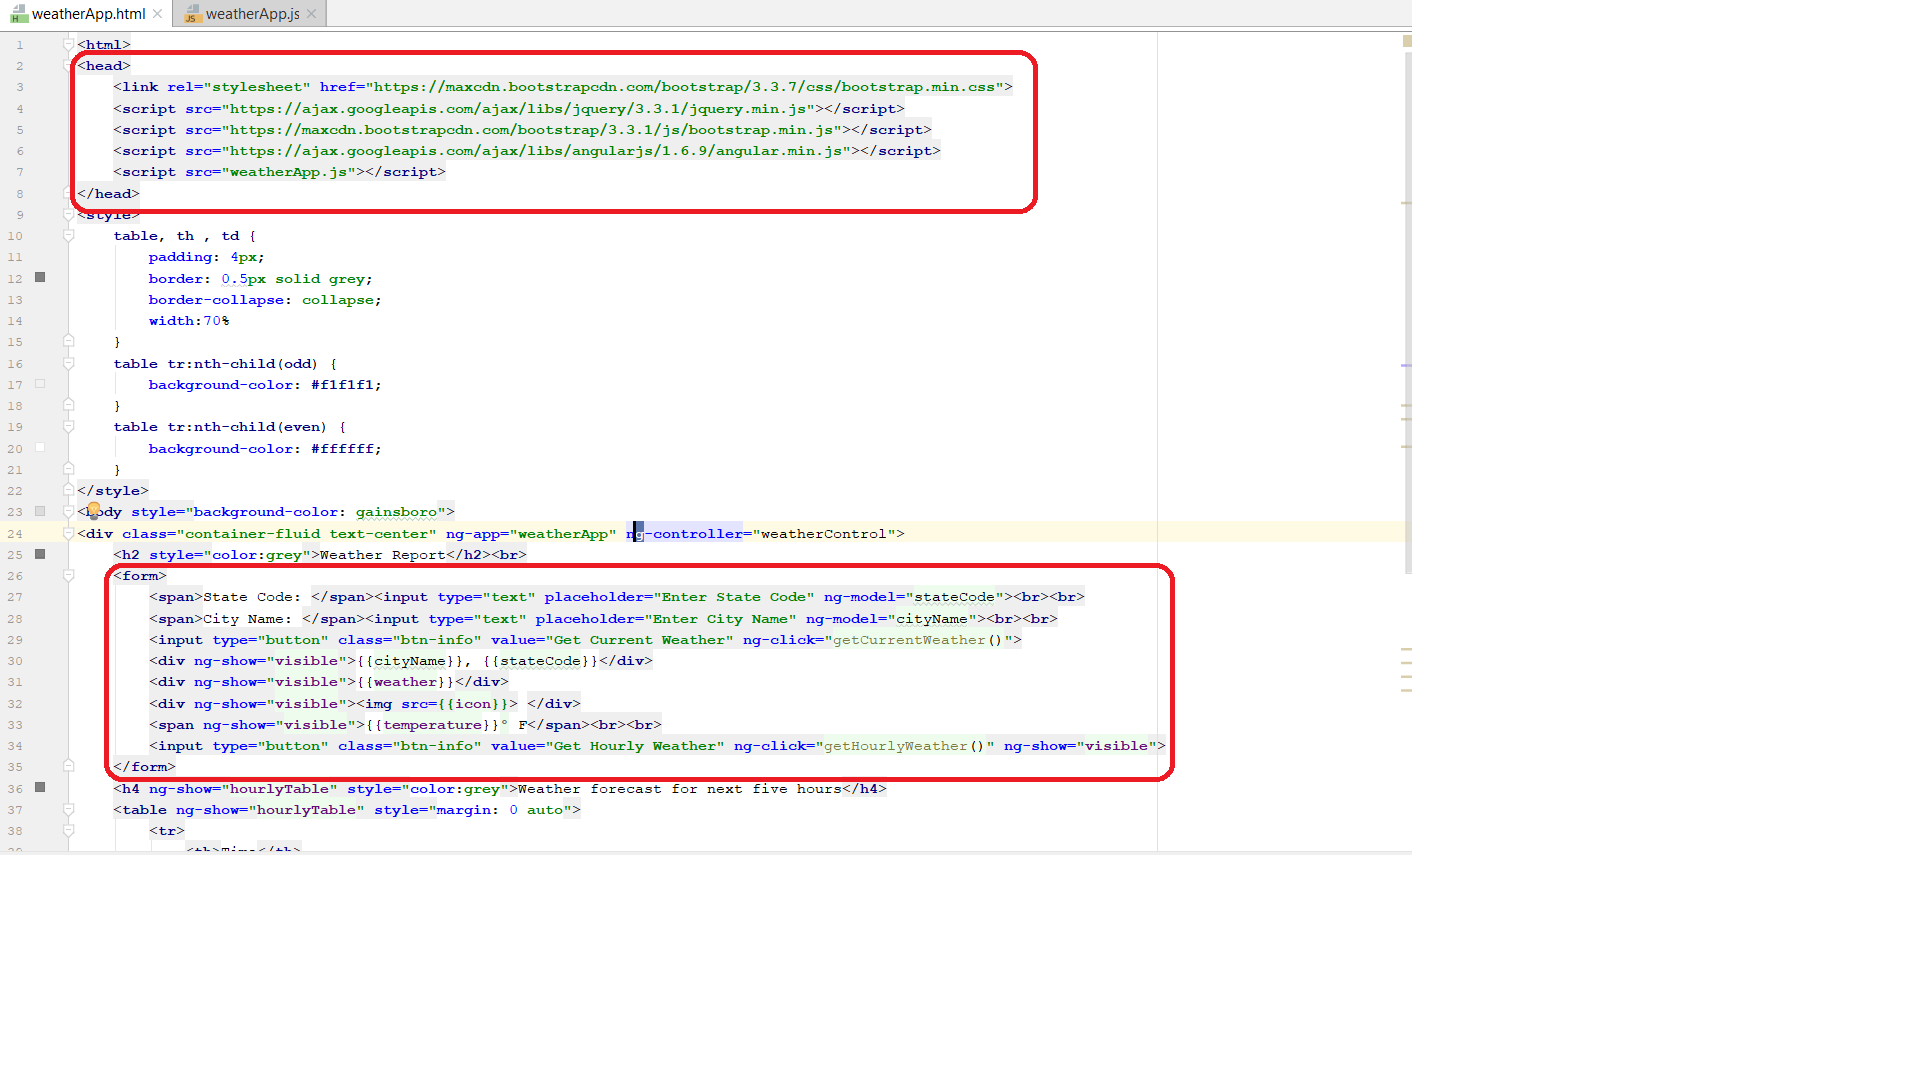 weatherApp.html weatherApp.js
1 <html>
2 <head>
3 <link rel="stylesheet" href="https://maxcdn.bootstrapcdn.com/bootstrap/3.3.7/css/bootstrap.min.css">
4 <script src="https://ajax.googleapis.com/ajax/libs/jquery/3.3.1/jquery.min.js"></script>
5 <script src="https://maxcdn.bootstrapcdn.com/bootstrap/3.3.1/js/bootstrap.min.js"></script>
6 <script src="https://ajax.googleapis.com/ajax/libs/angularjs/1.6.9/angular.min.js"></script>
7 <script src="weatherApp.js"></script>
8 </head>
9 <style>
10 table, th , td {
11 padding: 4px;
12 border: 0.5px solid grey;
13 border-collapse: collapse;
14 width:70%
15 }
16 table tr:nth-child(odd) {
17 background-color: #f1f1f1;
18 }
19 table tr:nth-child(even) {
20 background-color: #ffffff;
21 }
22 </style>
23 <body style="background-color: gainsboro">
24 <div class="container-fluid text-center" ng-app="weatherApp" ng-controller="weatherControl">
25 <h2 style="color:grey">Weather Report</h2><br>
26 <form>
27 <span>State Code: </span><input type="text" placeholder="Enter State Code" ng-model="stateCode"><br><br>
28 <span>City Name: </span><input type="text" placeholder="Enter City Name" ng-model="cityName"><br><br>
29 <input type="button" class="btn-info" value="Get Current Weather" ng-click="getCurrentWeather()">
30 <div ng-show="visible">{{cityName}}, {{stateCode}}</div>
31 <div ng-show="visible">{{weather}}</div>
32 <div ng-show="visible"><img src={{icon}}> </div>
33 <span ng-show="visible">{{temperature}}° F</span><br><br>
34 <input type="button" class="btn-info" value="Get Hourly Weather" ng-click="getHourlyWeather()" ng-show="visible">
35 </form>
36 <h4 ng-show="hourlyTable" style="color:grey">Weather forecast for next five hours</h4>
37 <table ng-show="hourlyTable" style="margin: 0 auto">
38 <tr>
39 <th>Time</th>